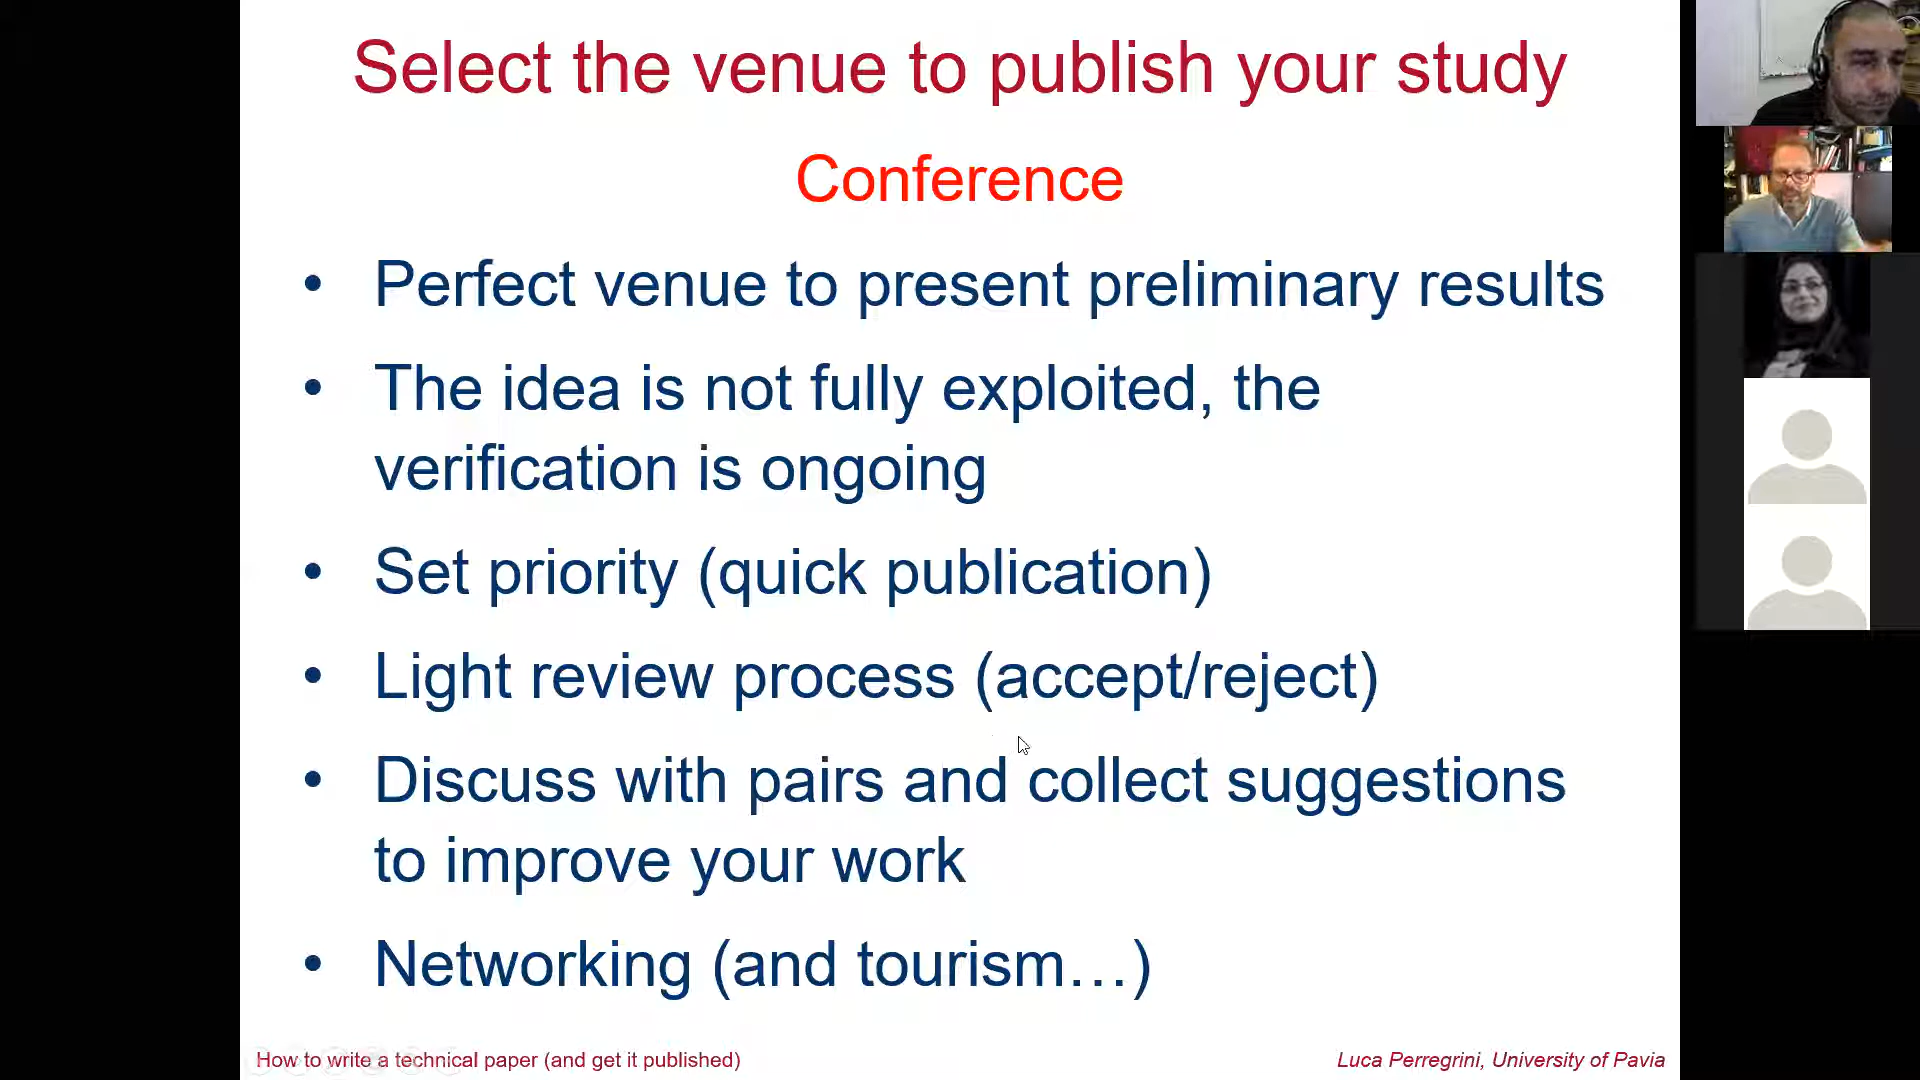 Select the venue to publish your study
Conference
• Perfect venue to present preliminary results
• The idea is not fully exploited, the
verification is ongoing
• Set priority (quick publication)
• Light review process (accept/reject)
• Discuss with pairs and collect suggestions
to improve your work
• Networking (and tourism…)
How to write a technical paper (and get it published)
Luca Perregrini, University of Pavia